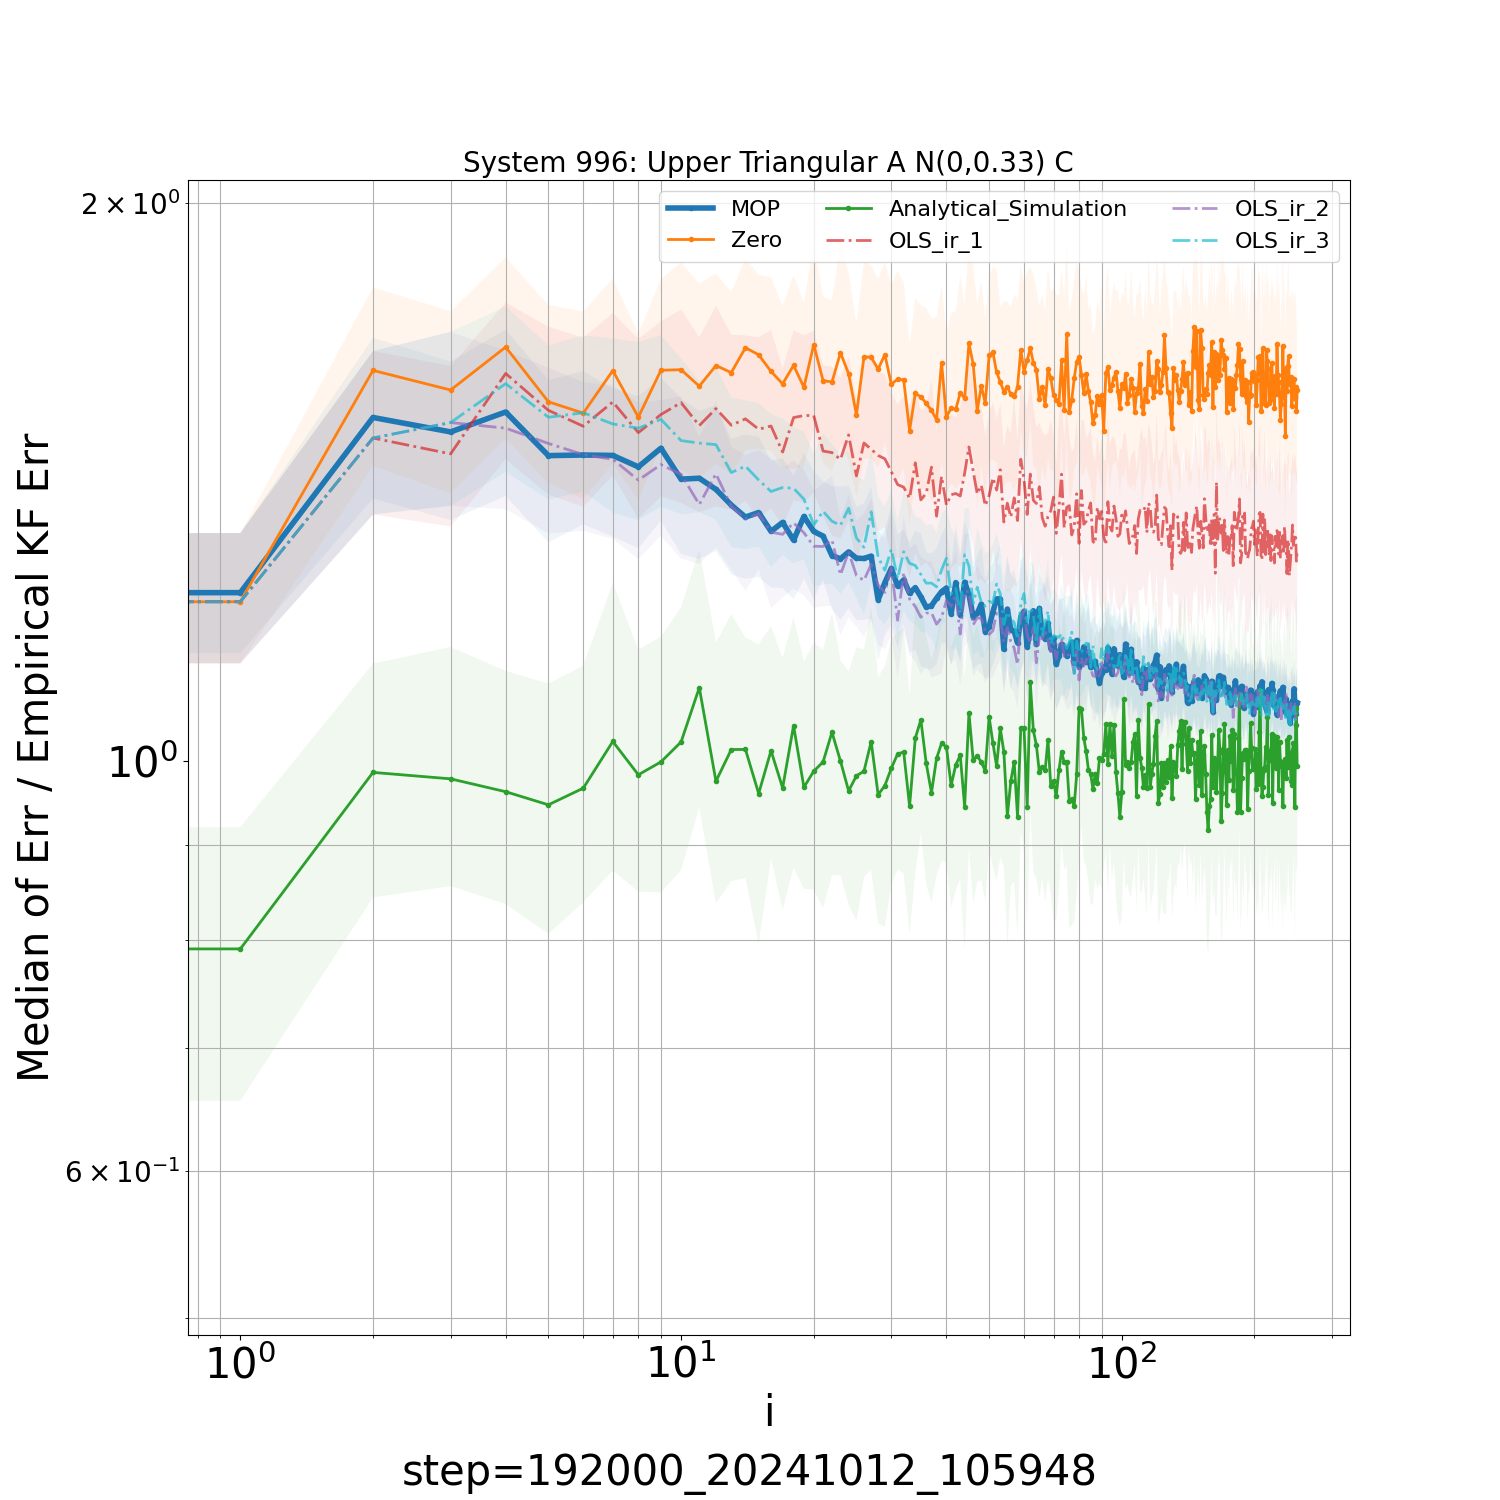 System 996: Upper Triangular A N(0,0.33) C
MOP
Zero
Analytical_Simulation
OLS_ir_1
OLS_ir_2
OLS_ir_3
Median of Err / Empirical KF Err
2 × 10⁰
10⁰
6 × 10⁻¹
10⁰ 10¹ 10²
i
step=192000_20241012_105948